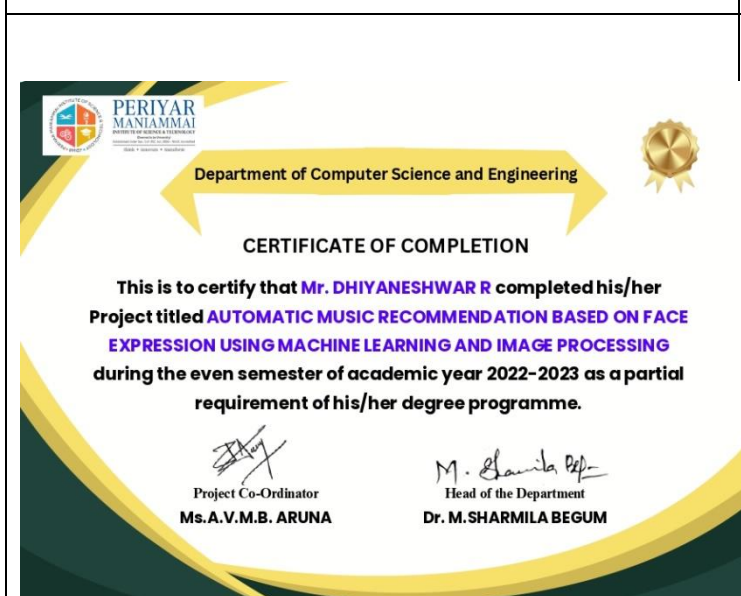 PERIYAR
MANIAMMAI
INSTITUTE OF SCIENCE & TECHNOLOGY
Department of Computer Science and Engineering
CERTIFICATE OF COMPLETION
This is to certify that Mr. DHIYANESHWAR R completed his/her
Project titled AUTOMATIC MUSIC RECOMMENDATION BASED ON FACE
EXPRESSION USING MACHINE LEARNING AND IMAGE PROCESSING
during the even semester of academic year 2022-2023 as a partial
requirement of his/her degree programme.
M. Sharmila
Project Co-Ordinator
Head of the Department
Ms.A.V.M.B. ARUNA
Dr. M.SHARMILA BEGUM